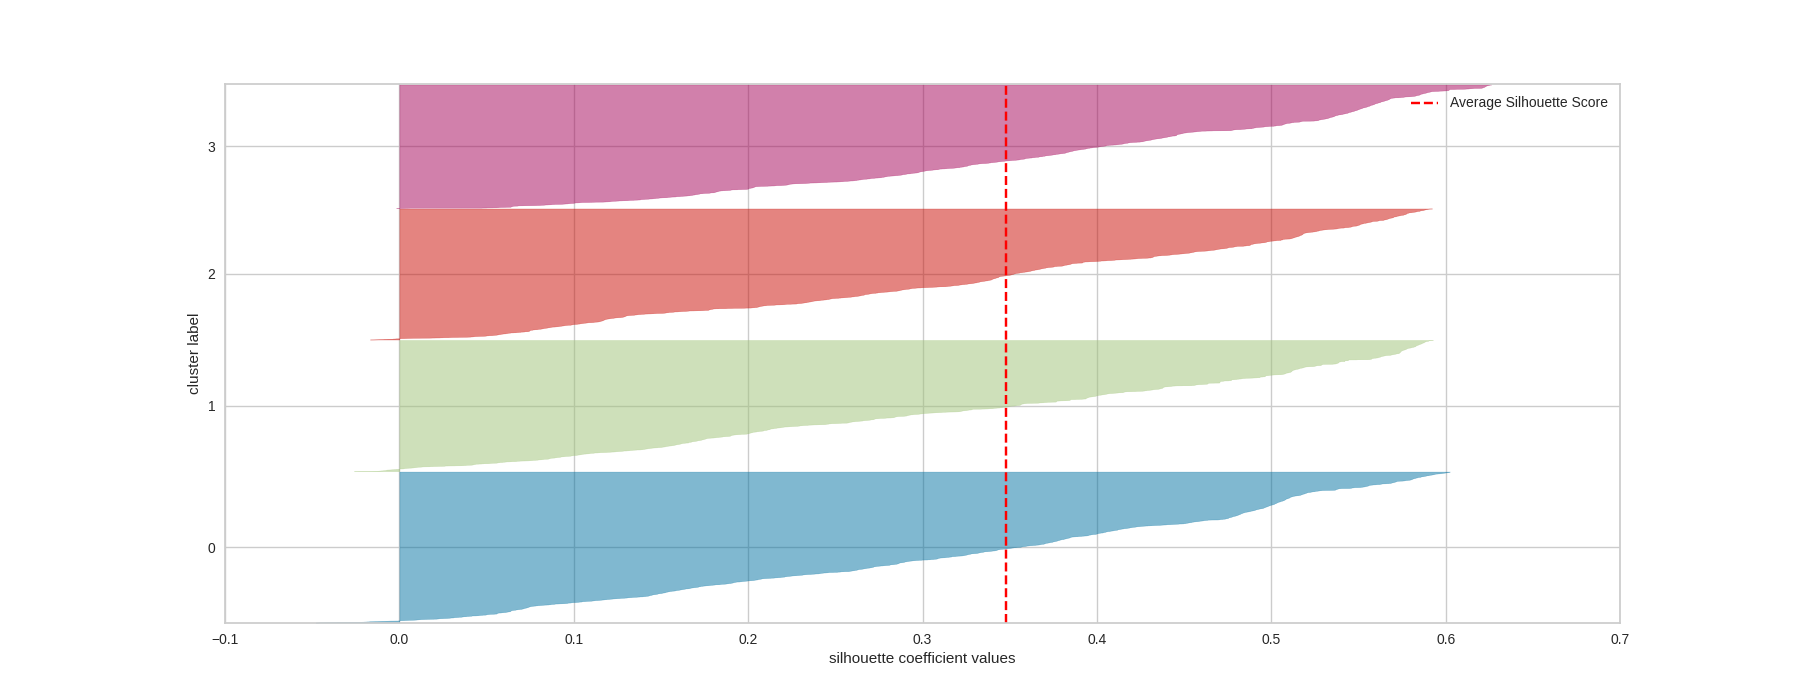 Average Silhouette Score
3
2
1
0
cluster label
−0.1 0.0 0.1 0.2 0.3 0.4 0.5 0.6 0.7
silhouette coefficient values